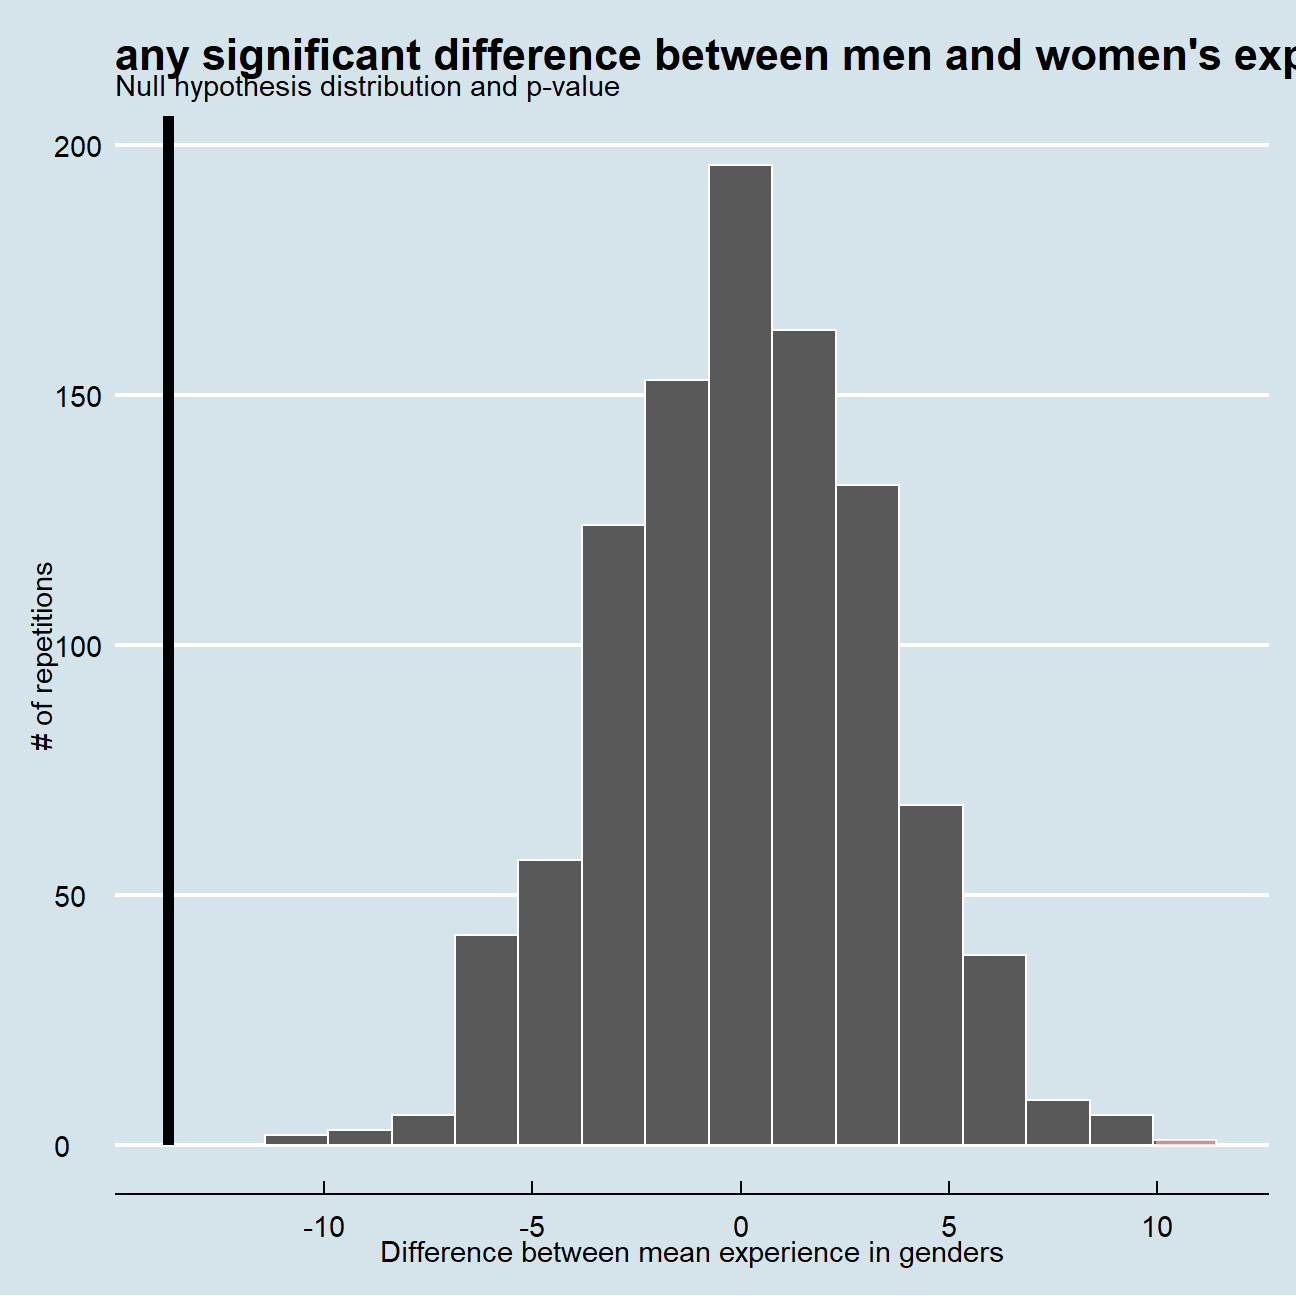 any significant difference between men and women's exp
Null hypothesis distribution and p-value
200
150
100
50
0
# of repetitions
-10 -5 0 5 10
Difference between mean experience in genders